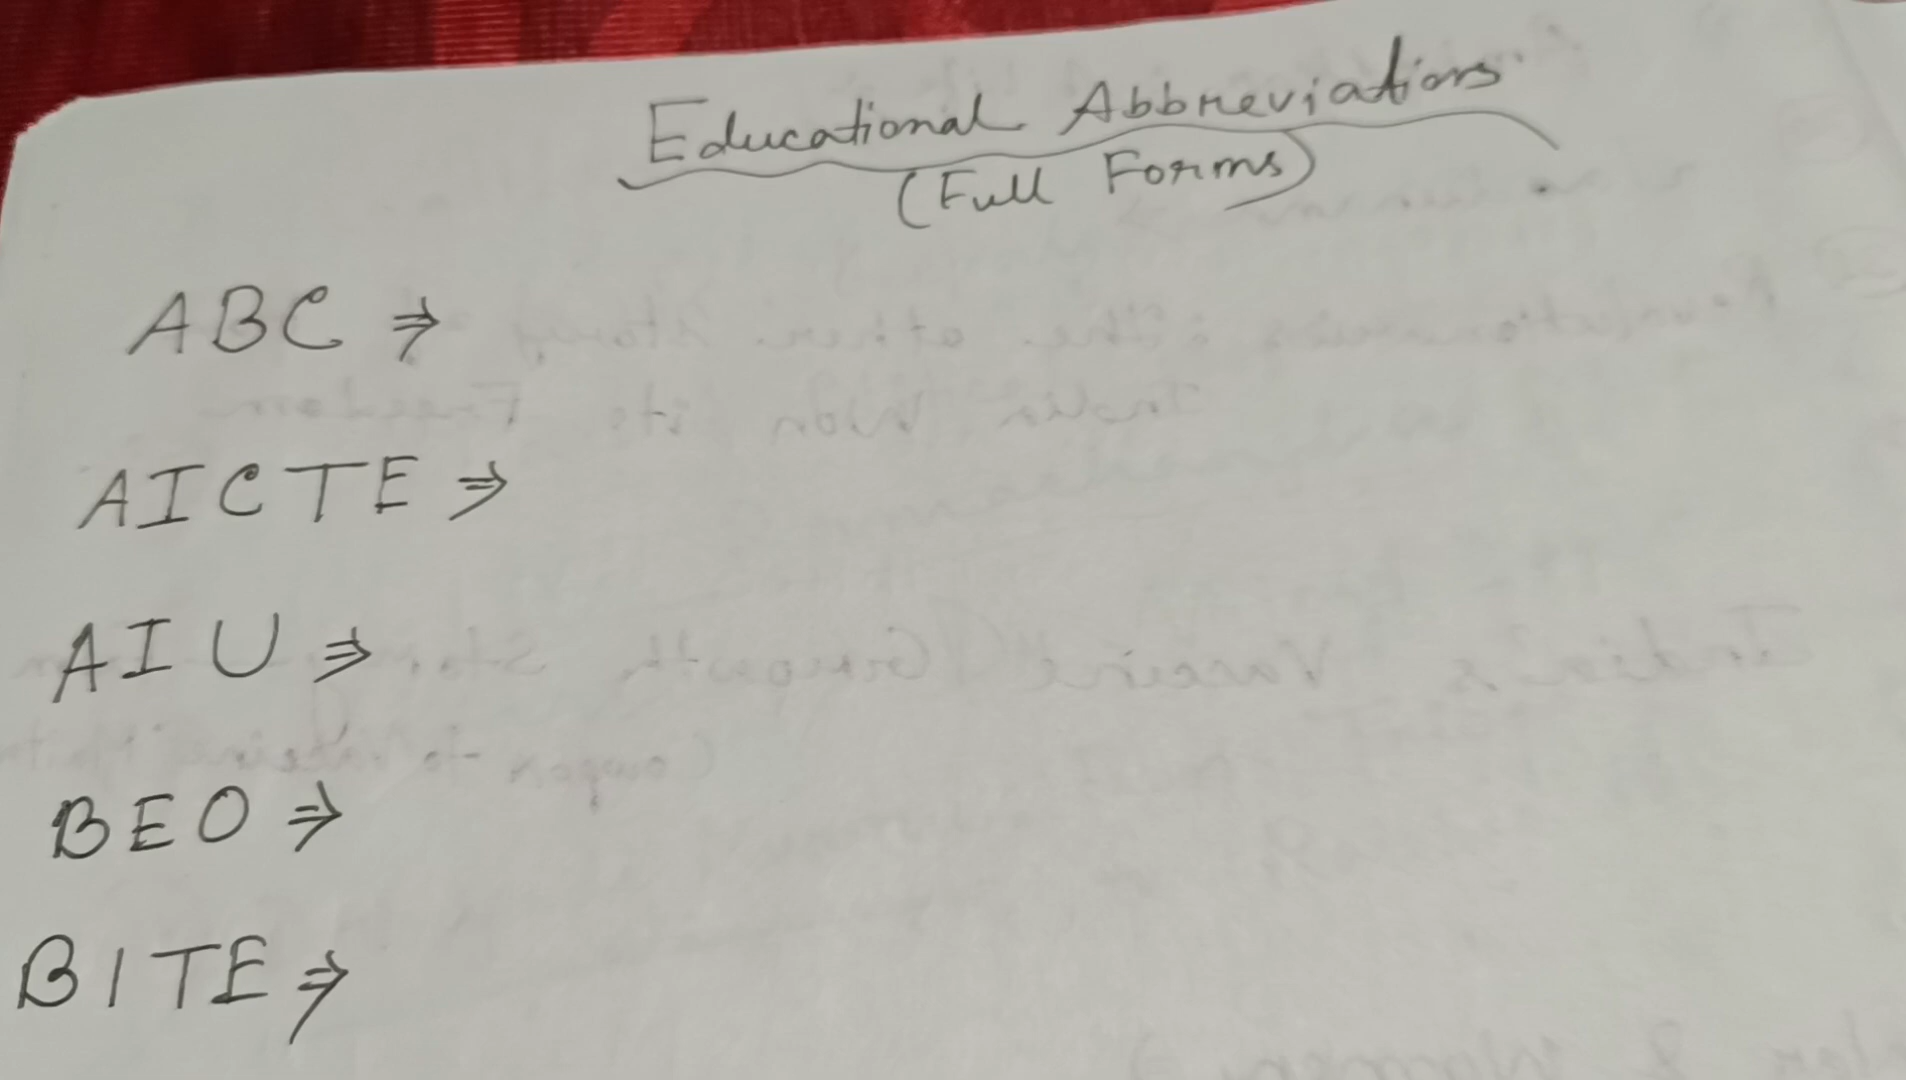 Educational Abbreviations
(Full Forms)
ABC ⇒
AICTE ⇒
AIU ⇒
BEO ⇒
BITE ⇒